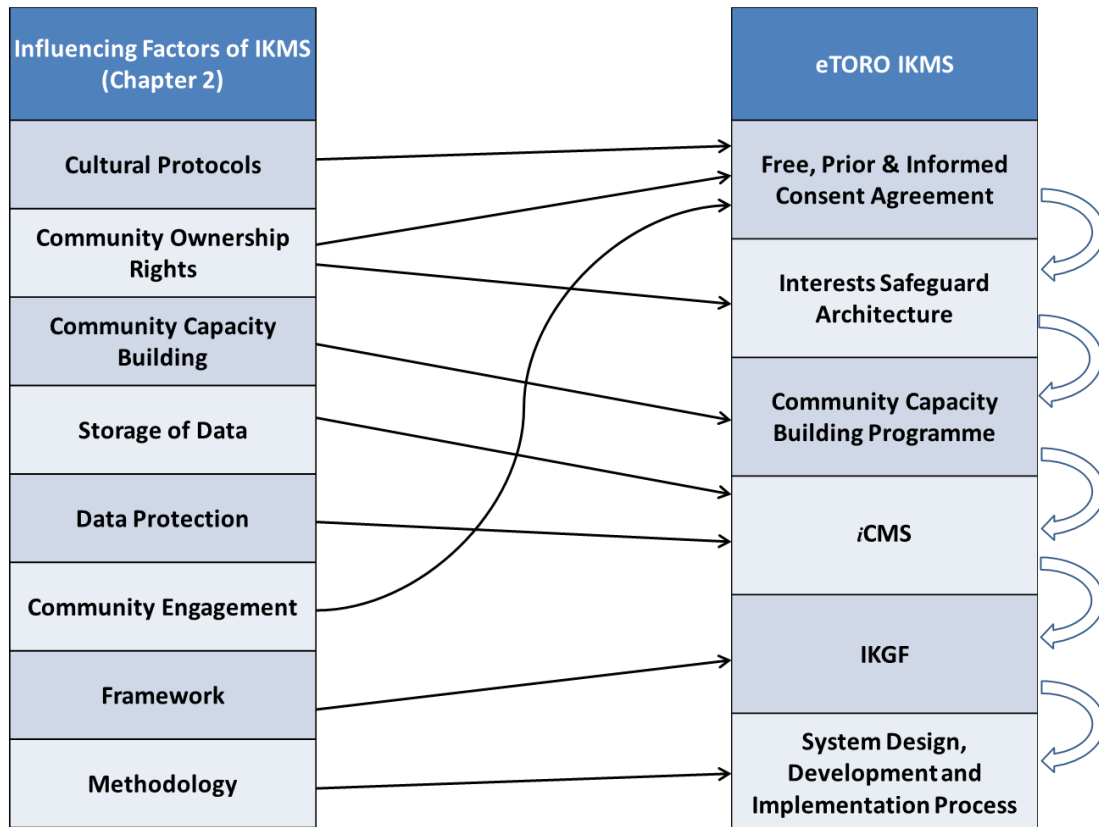 Influencing Factors of IKMS
(Chapter 2)
Cultural Protocols
Community Ownership
Rights
Community Capacity
Building
Storage of Data
Data Protection
Community Engagement
Framework
Methodology
eTORO IKMS
Free, Prior & Informed
Consent Agreement
Interests Safeguard
Architecture
Community Capacity
Building Programme
iCMS
IKGF
System Design,
Development and
Implementation Process